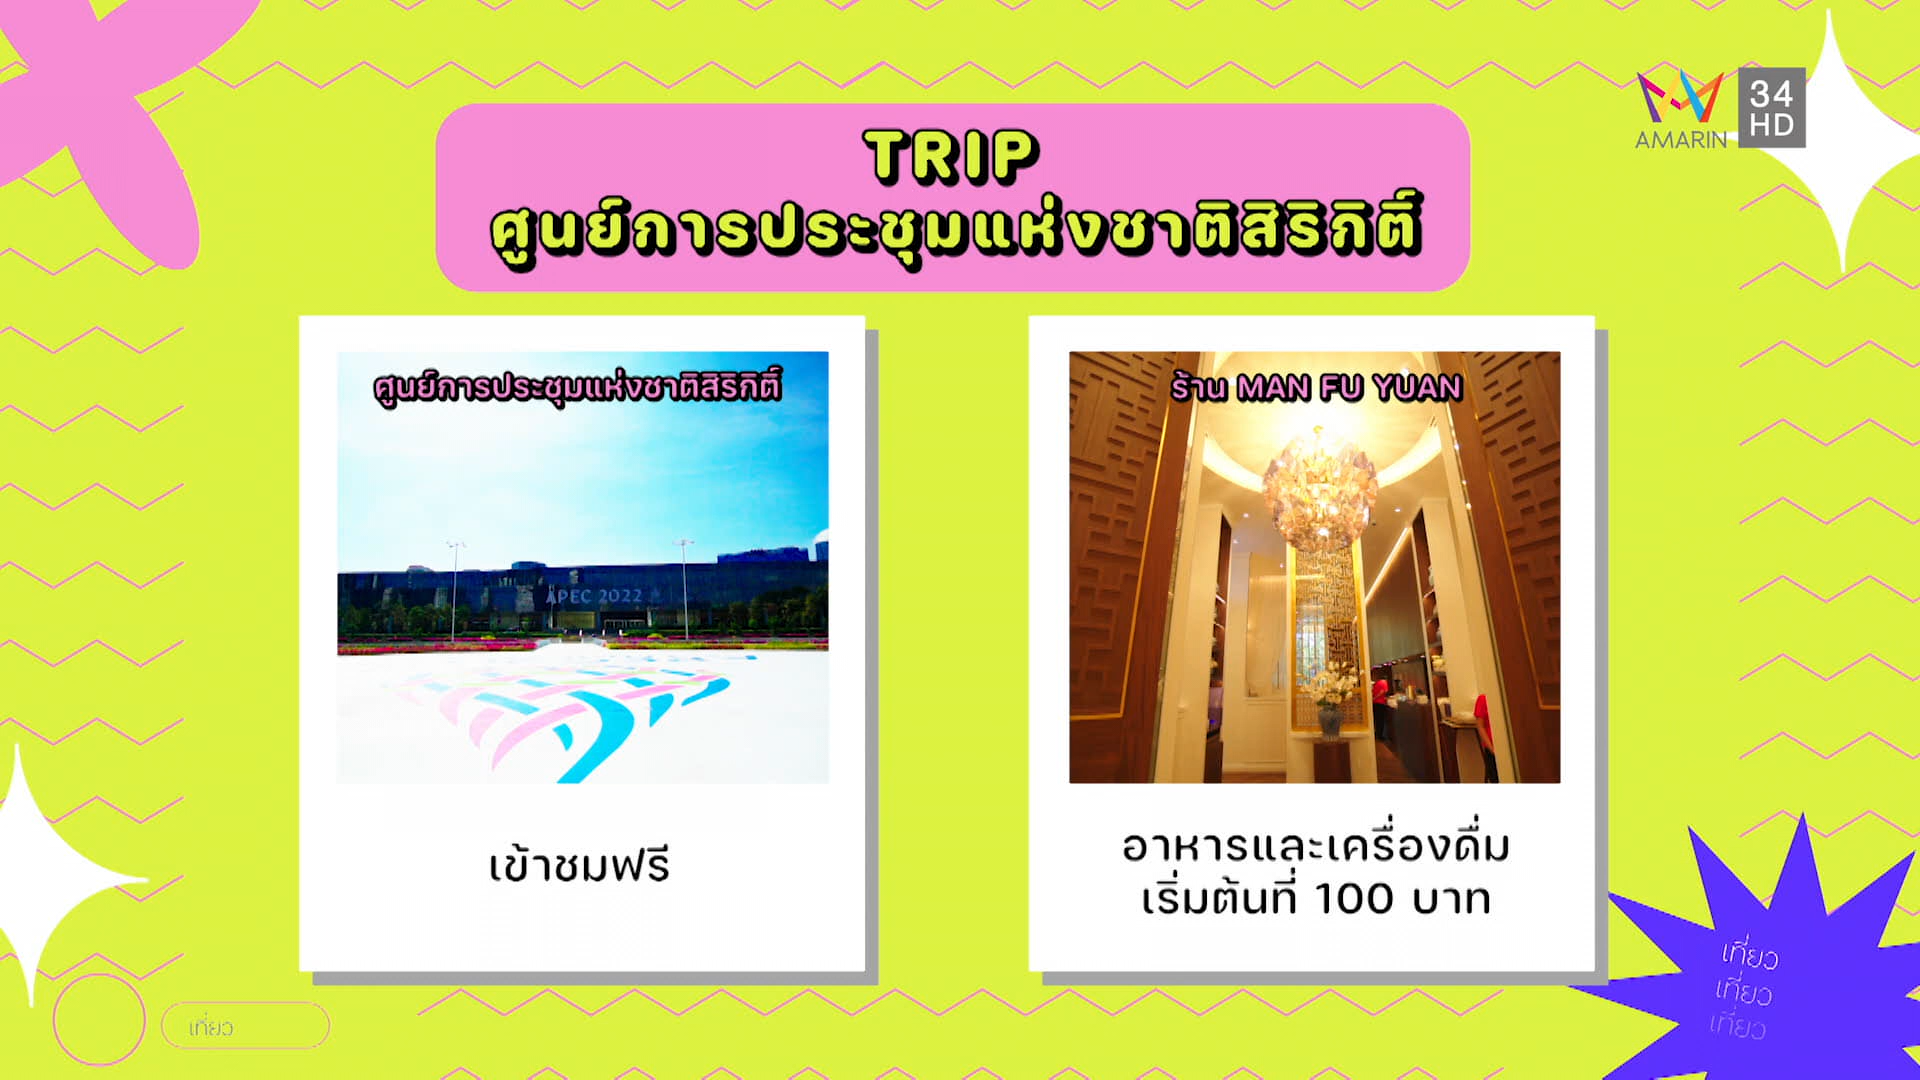 TRIP
ศูนย์การประชุมแห่งชาติสิริกิติ์
AMARIN
34
HD
ศูนย์การประชุมแห่งชาติสิริกิติ์
APEC 2022
เข้าชมฟรี
ร้าน MAN FU YUAN
อาหารและเครื่องดื่ม
เริ่มต้นที่ 100 บาท
เที่ยว
เที่ยว
เที่ยว
เที่ยว